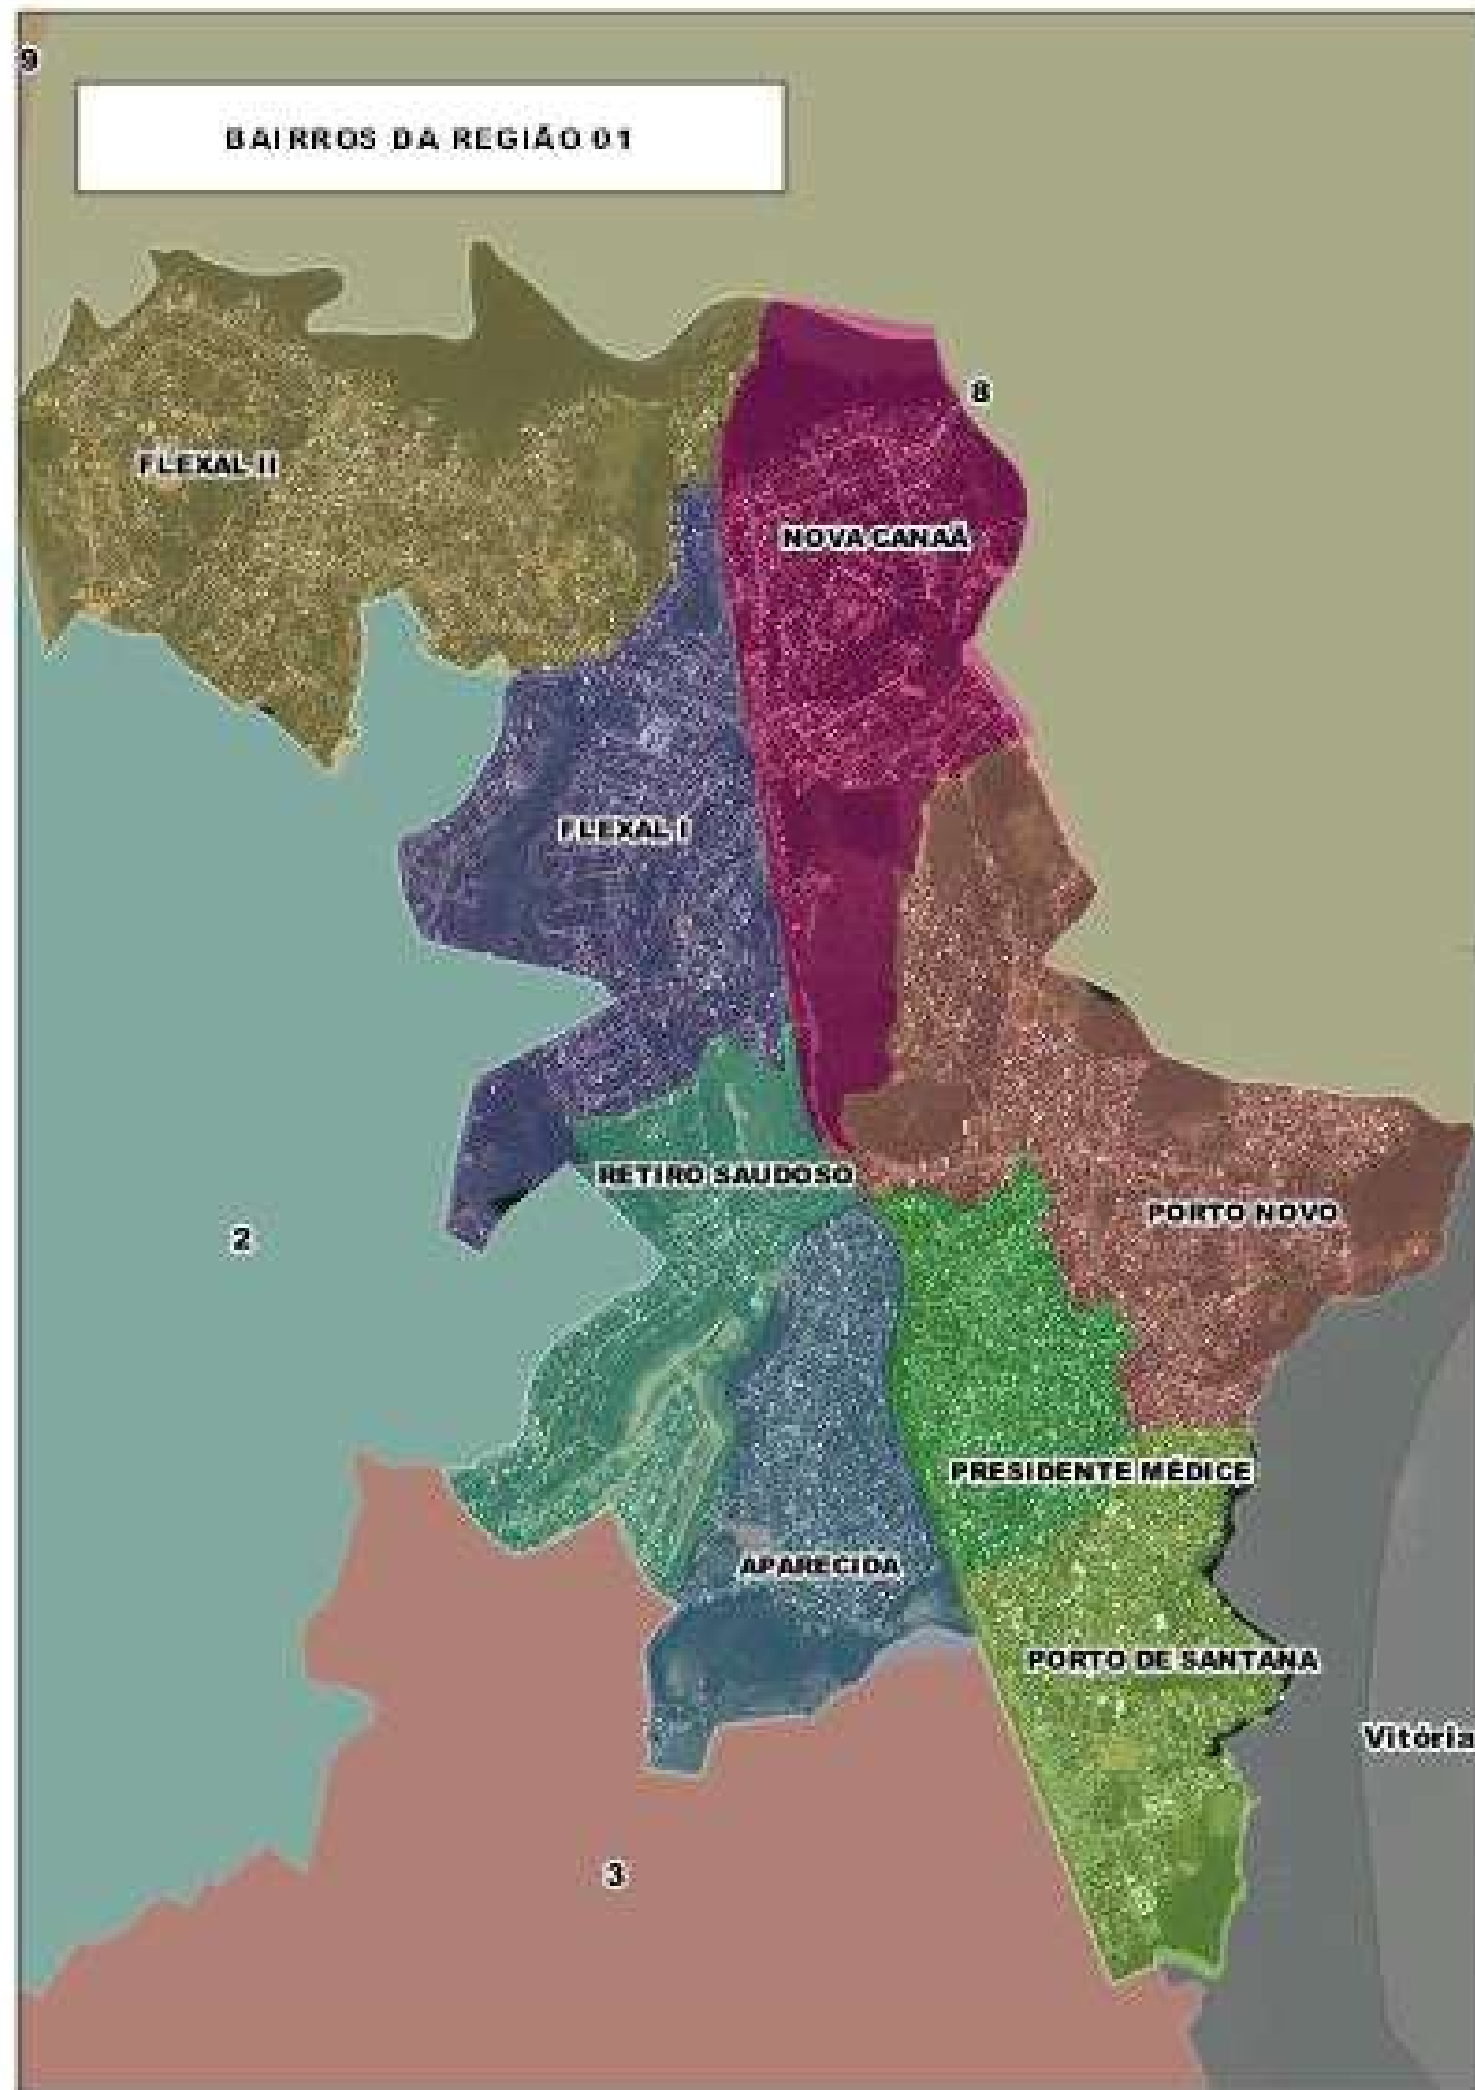 9
BAIRROS DA REGIÃO 01
8
FLEXAL II
NOVA CANAÃ
FLEXAL I
RETIRO SAUDOSO
PORTO NOVO
2
PRESIDENTE MÉDICE
APARECIDA
PORTO DE SANTANA
Vitória
3